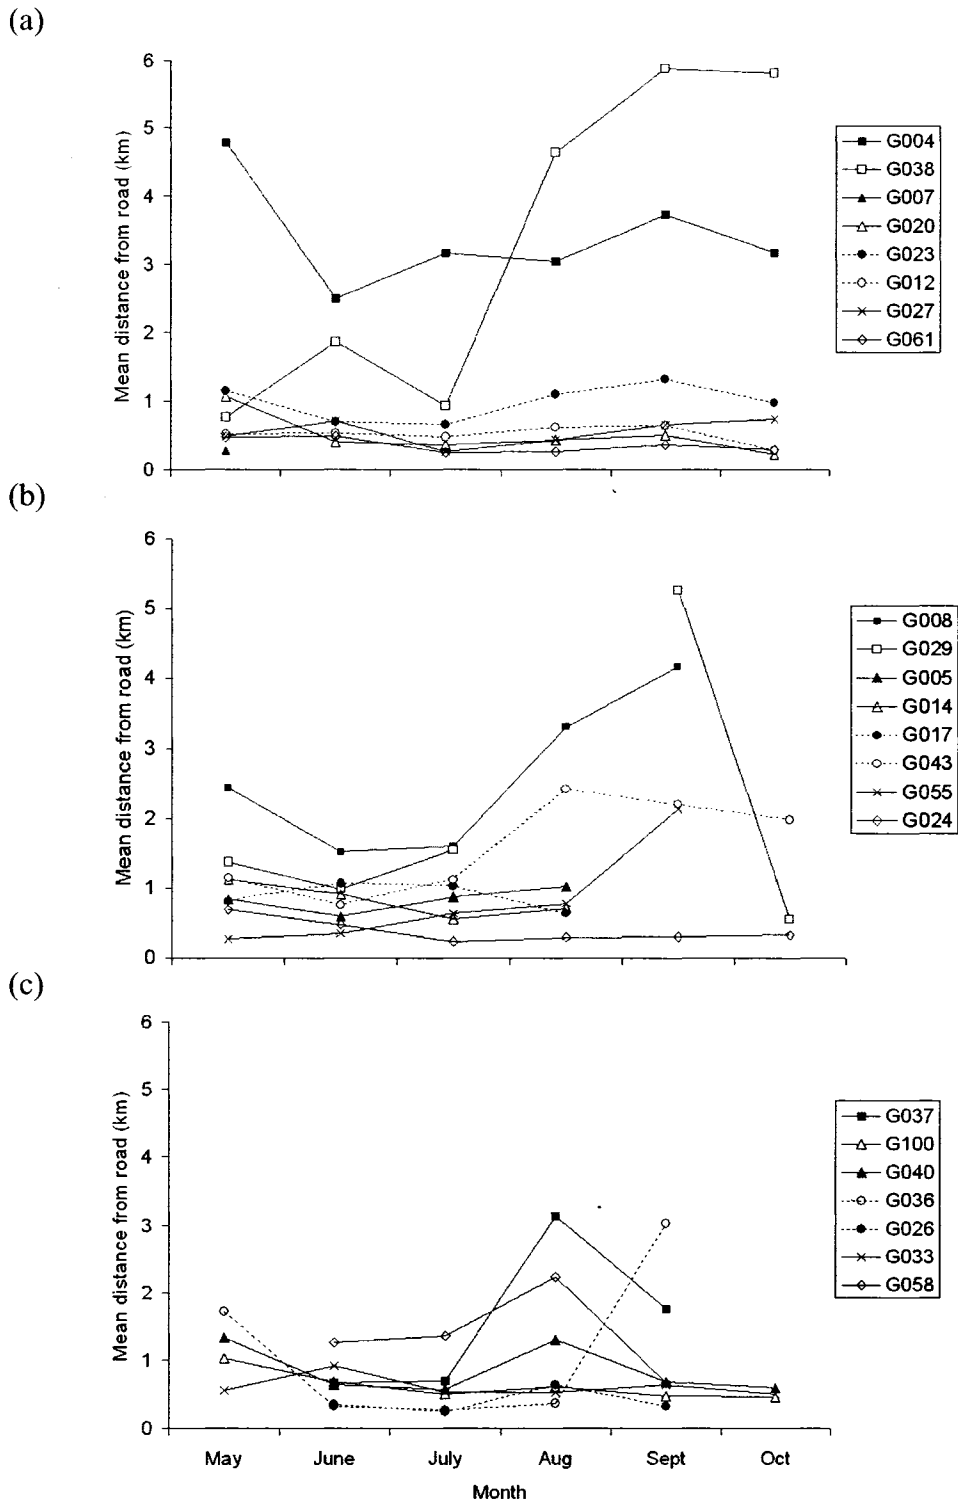 (a)
Mean distance from road (km)
6
5
4
3
2
1
0
G004
G038
G007
G020
G023
G012
G027
G061
(b)
Mean distance from road (km)
6
5
4
3
2
1
0
G008
G029
G005
G014
G017
G043
G055
G024
(c)
Mean distance from road (km)
6
5
4
3
2
1
0
G037
G100
G040
G036
G026
G033
G058
May June July Aug Sept Oct
Month